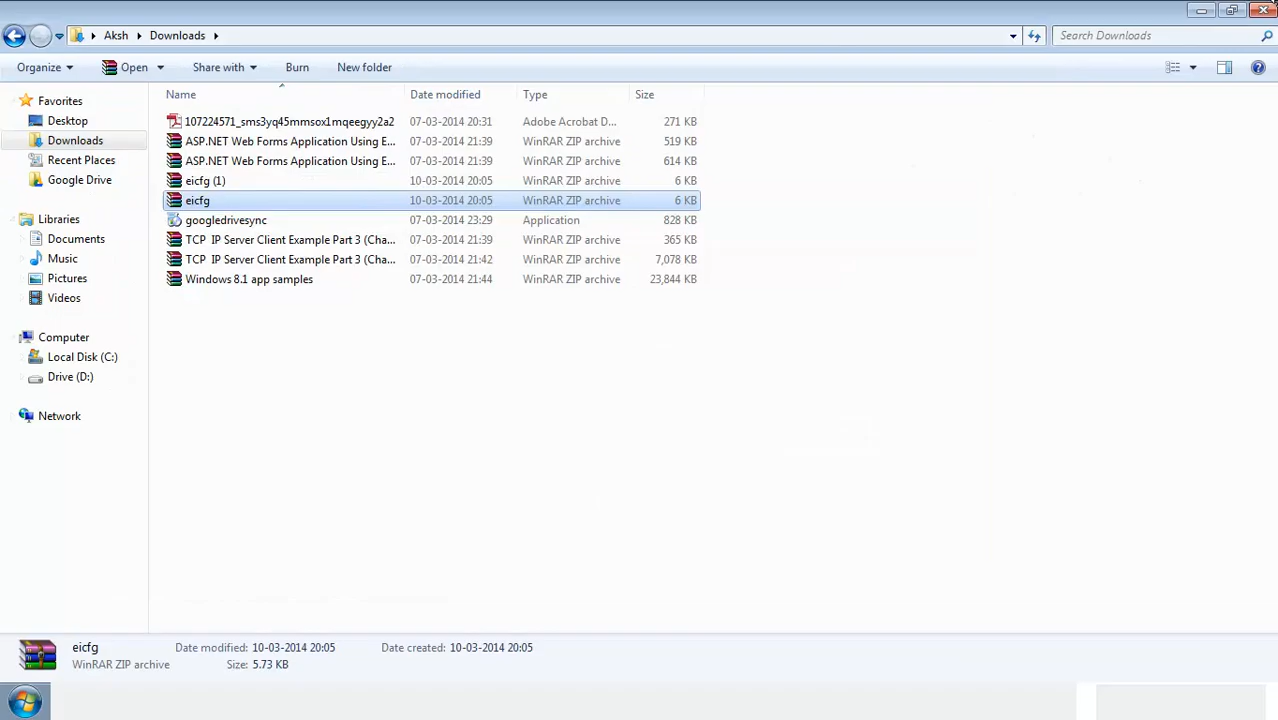 Aksh Downloads Search Downloads
Organize Open Share with Burn New folder
Name Date modified Type Size
107224571_sms3yq45mmsox1mqeegyy2a2 07-03-2014 20:31 Adobe Acrobat D... 271 KB
ASP.NET Web Forms Application Using E... 07-03-2014 21:39 WinRAR ZIP archive 519 KB
ASP.NET Web Forms Application Using E... 07-03-2014 21:39 WinRAR ZIP archive 614 KB
eicfg (1) 10-03-2014 20:05 WinRAR ZIP archive 6 KB
eicfg 10-03-2014 20:05 WinRAR ZIP archive 6 KB
googledrivesync 07-03-2014 23:29 Application 828 KB
TCP IP Server Client Example Part 3 (Cha... 07-03-2014 21:39 WinRAR ZIP archive 365 KB
TCP IP Server Client Example Part 3 (Cha... 07-03-2014 21:42 WinRAR ZIP archive 7,078 KB
Windows 8.1 app samples 07-03-2014 21:44 WinRAR ZIP archive 23,844 KB
Favorites
Desktop
Downloads
Recent Places
Google Drive
Libraries
Documents
Music
Pictures
Videos
Computer
Local Disk (C:)
Drive (D:)
Network
eicfg Date modified: 10-03-2014 20:05 Date created: 10-03-2014 20:05
WinRAR ZIP archive Size: 5.73 KB